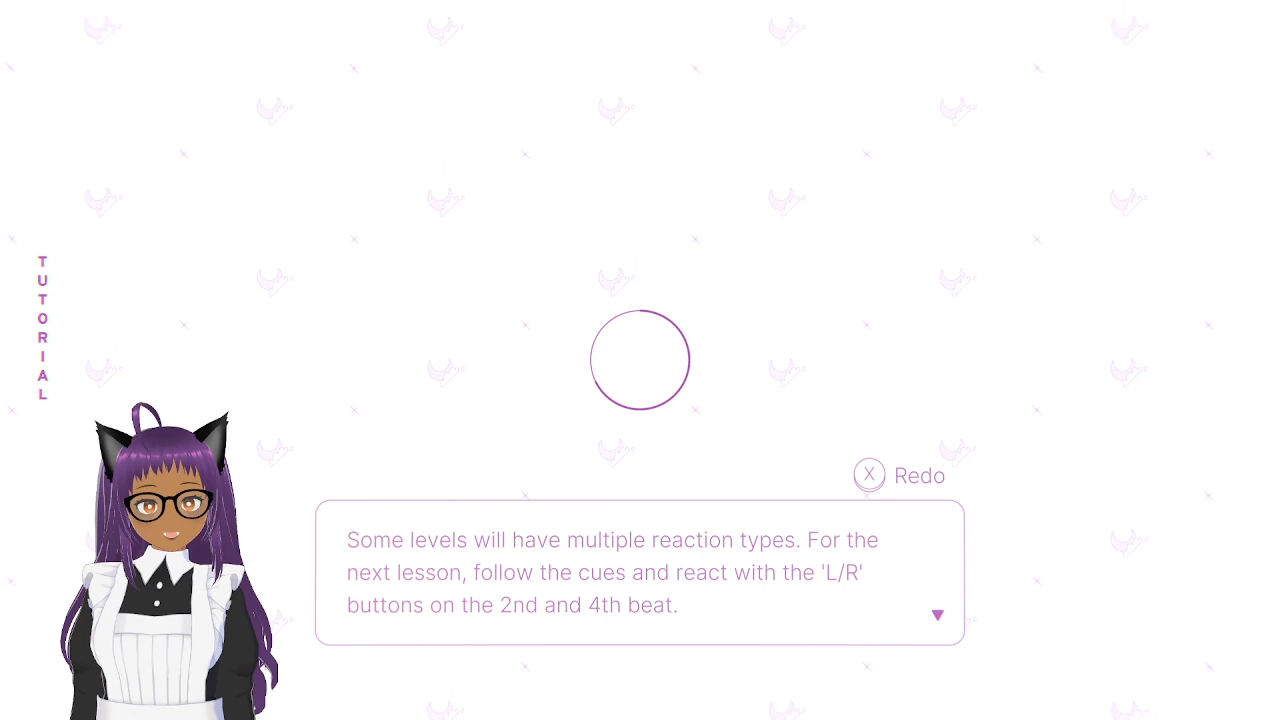 TUTORIAL
X Redo
Some levels will have multiple reaction types. For the
next lesson, follow the cues and react with the 'L/R'
buttons on the 2nd and 4th beat.